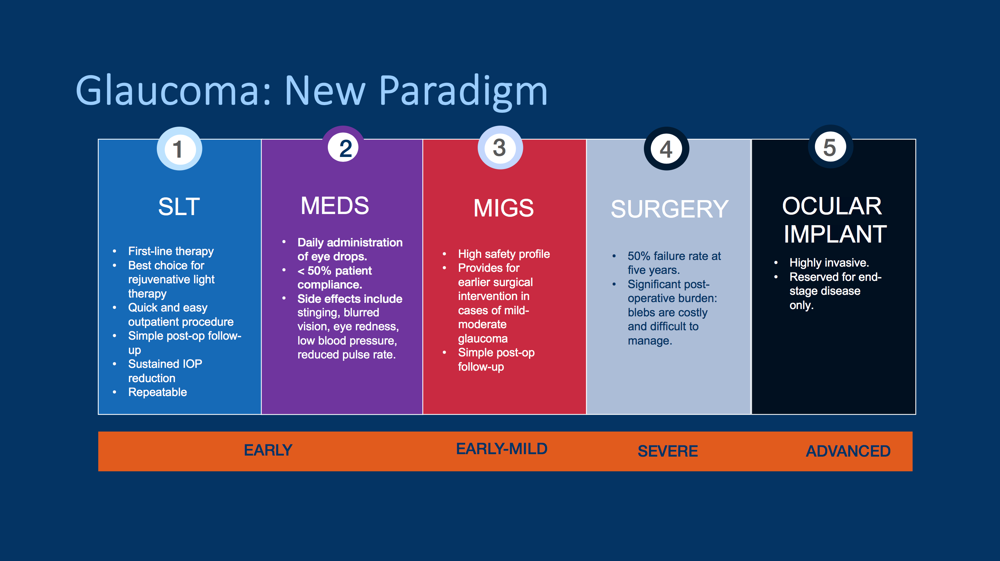 Glaucoma: New Paradigm
1
SLT
• First-line therapy
• Best choice for
rejuvenative light
therapy
• Quick and easy
outpatient procedure
• Simple post-op follow-
up
• Sustained IOP
reduction
• Repeatable
2
MEDS
• Daily administration
of eye drops.
• < 50% patient
compliance.
• Side effects include
stinging, blurred
vision, eye redness,
low blood pressure,
reduced pulse rate.
3
MIGS
• High safety profile
• Provides for
earlier surgical
intervention in
cases of mild-
moderate
glaucoma
• Simple post-op
follow-up
4
SURGERY
• 50% failure rate at
five years.
• Significant post-
operative burden:
blebs are costly
and difficult to
manage.
5
OCULAR
IMPLANT
• Highly invasive.
• Reserved for end-
stage disease
only.
EARLY
EARLY-MILD
SEVERE
ADVANCED